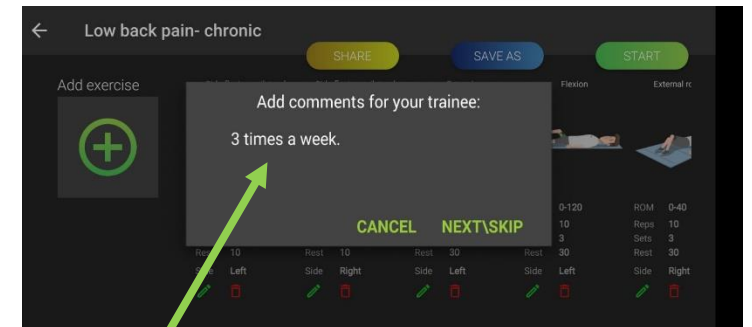 Low back pain- chronic
SHARE
SAVE AS
START
Add exercise
Flexion
External rc
Add comments for your trainee:
3 times a week.
CANCEL
NEXT\SKIP
0-120
ROM 0-40
10
Reps 10
3
Sets 3
Rest 10
Rest 10
Rest 30
Rest 30
Rest 30
Side Left
Side Right
Side Left
Side Left
Side Right